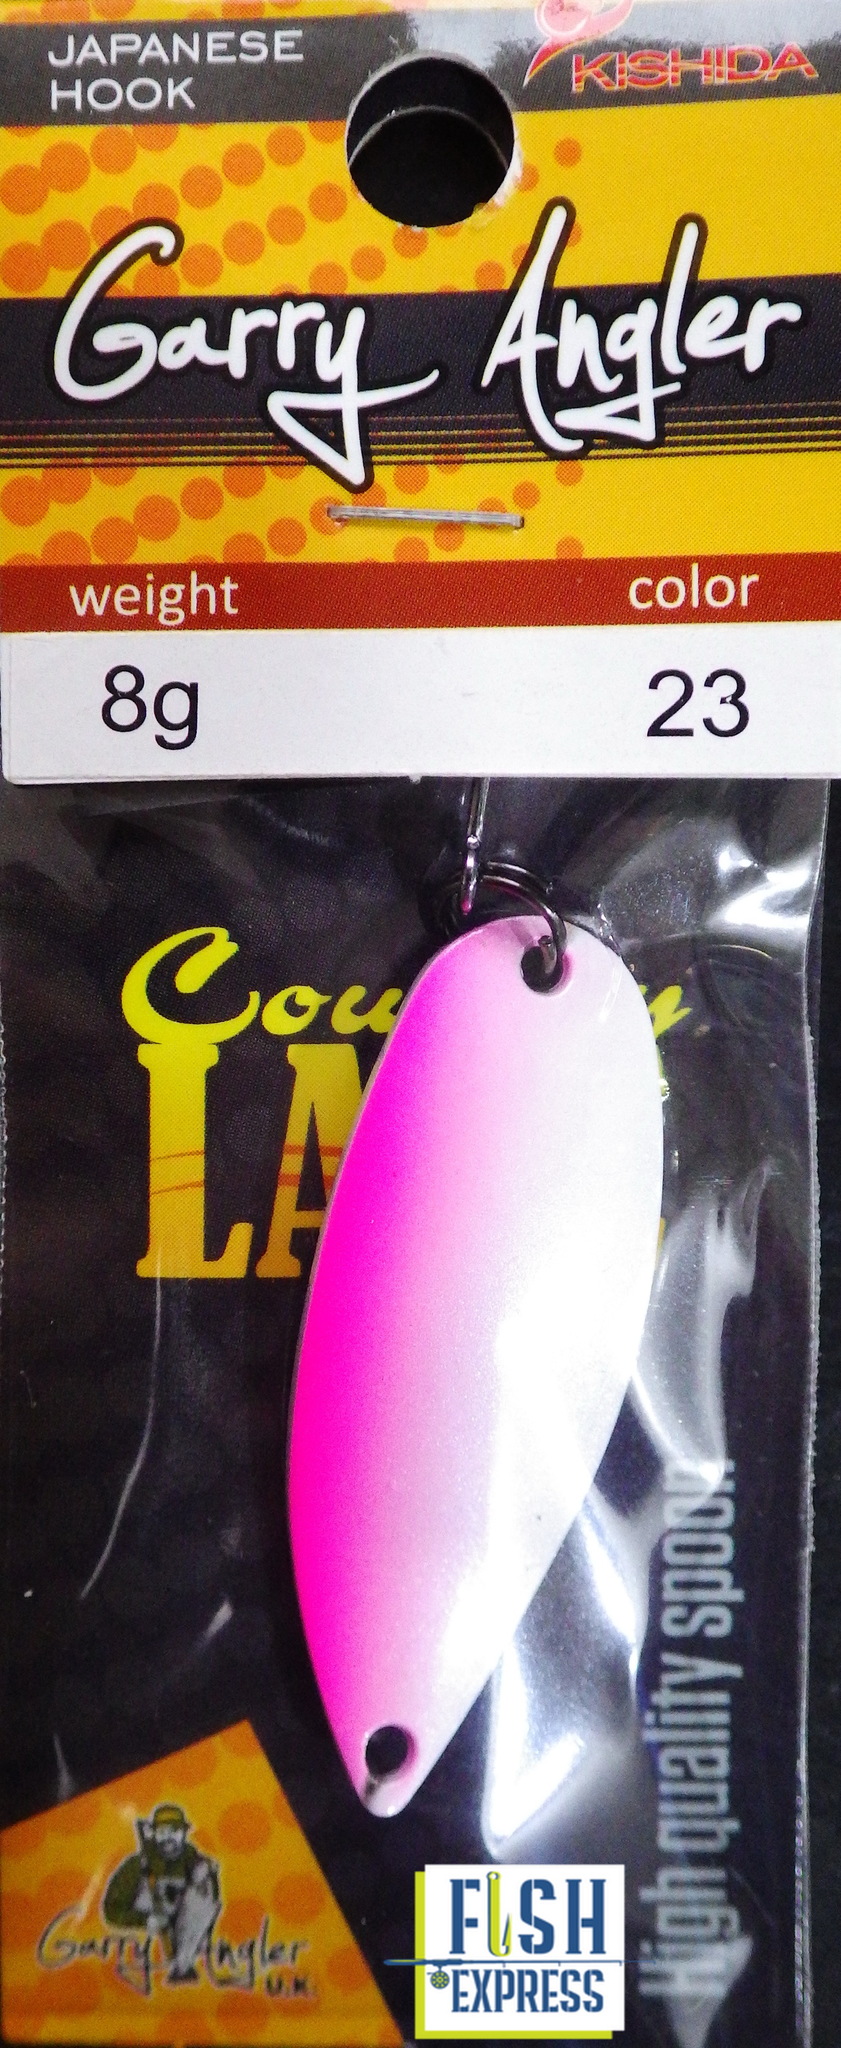 JAPANESE
HOOK
KISHIDA
Garry Angler
weight
color
8g
23
High quality spoon
Garry Angler
U.K.
FISH
EXPRESS